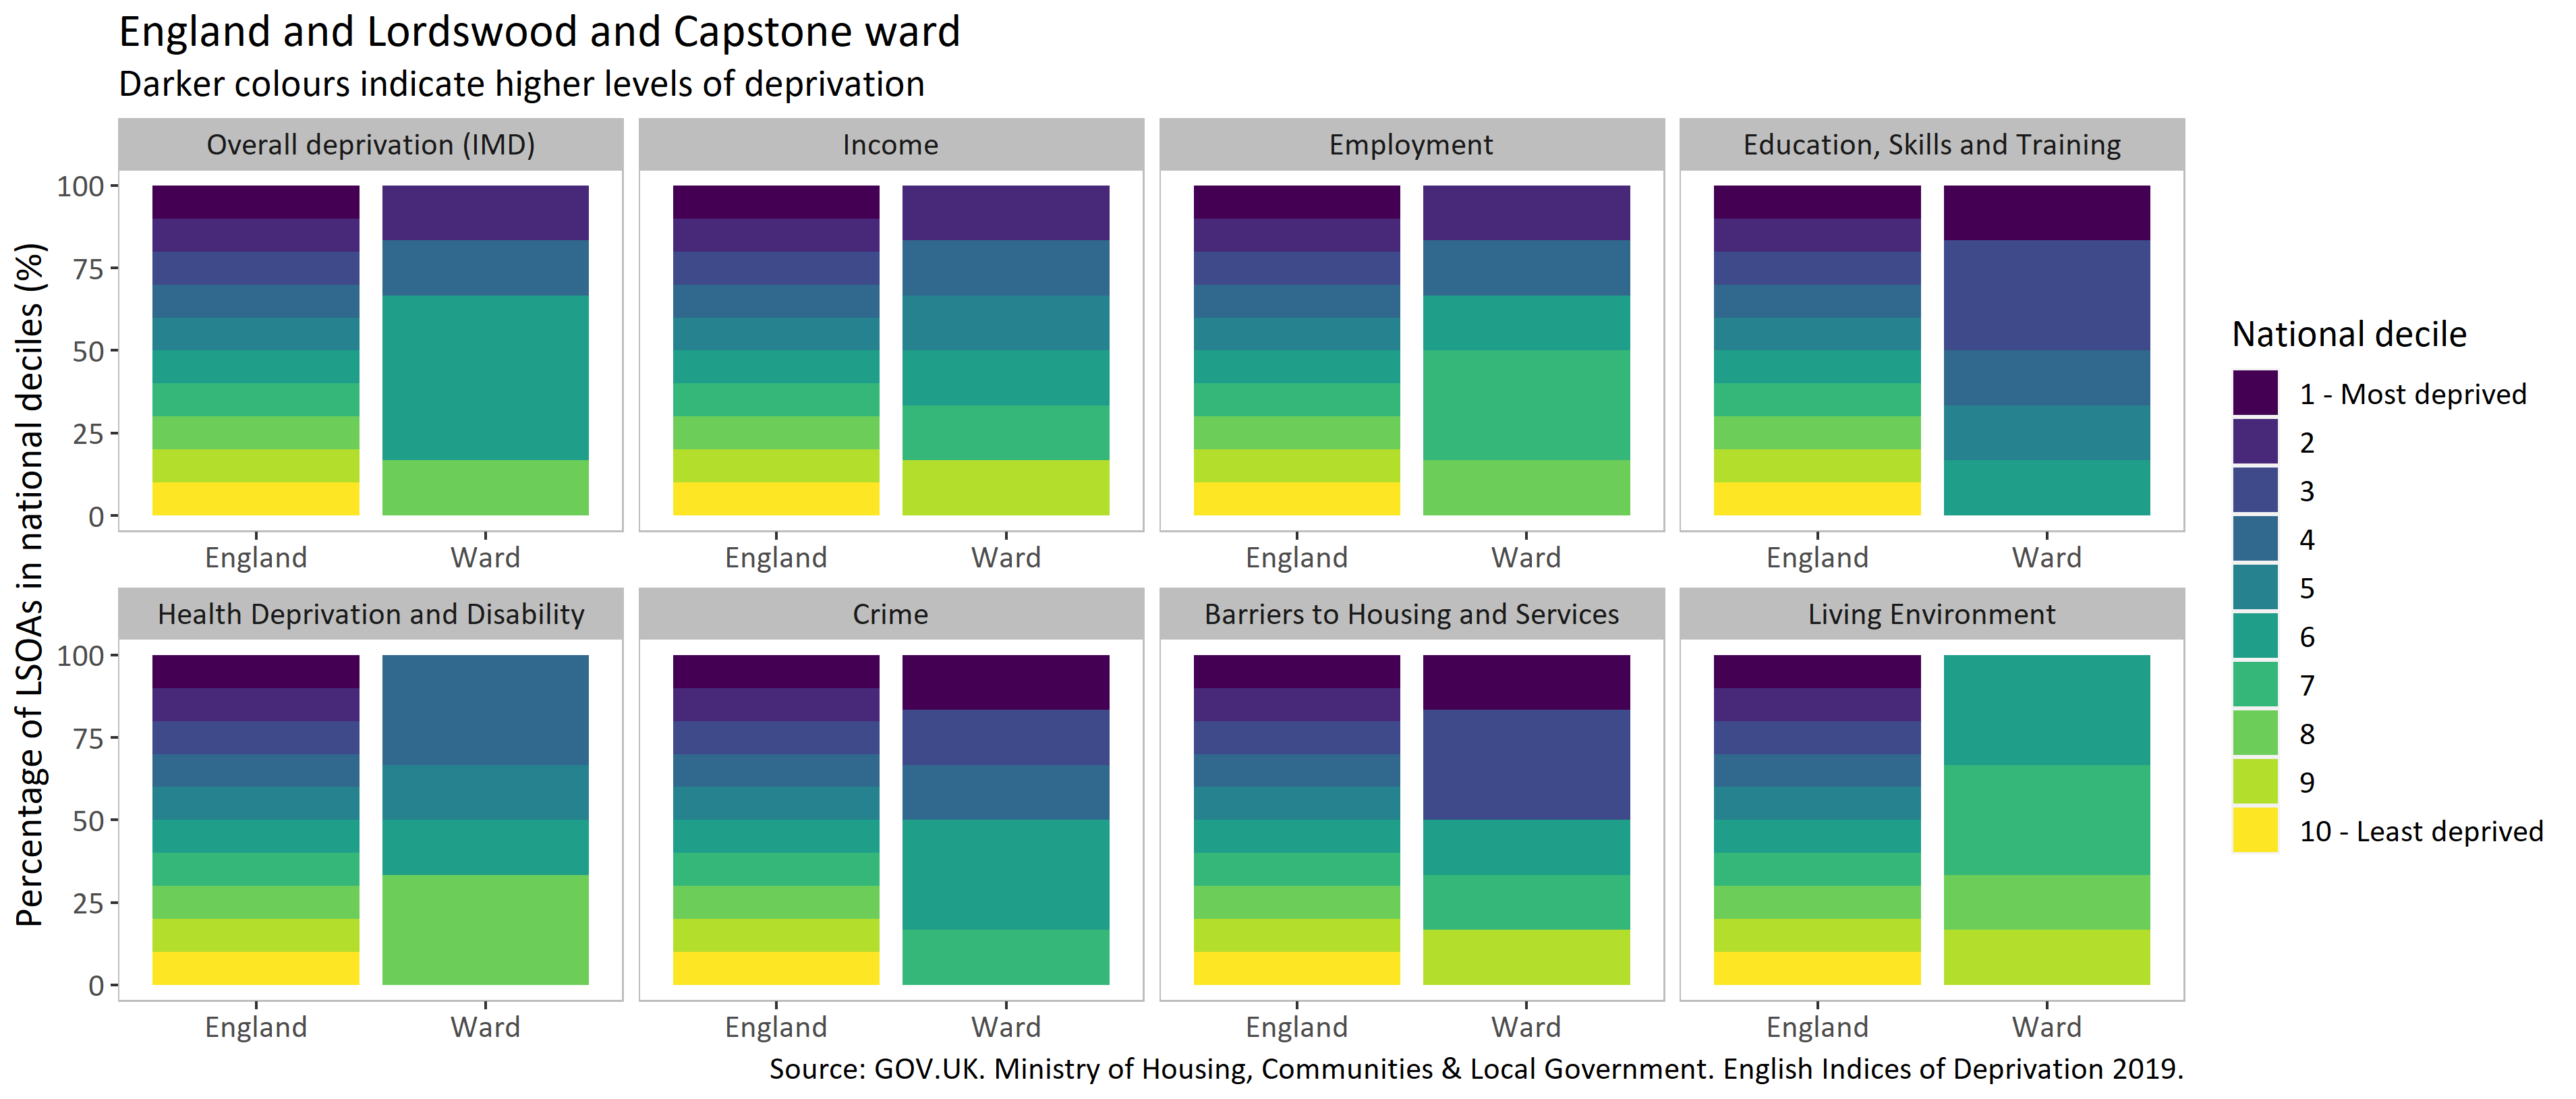 England and Lordswood and Capstone ward
Darker colours indicate higher levels of deprivation
Percentage of LSOAs in national deciles (%)
Overall deprivation (IMD)
Income
Employment
Education, Skills and Training
100
75
50
25
0
England
Ward
England
Ward
England
Ward
England
Ward
Health Deprivation and Disability
Crime
Barriers to Housing and Services
Living Environment
100
75
50
25
0
England
Ward
England
Ward
England
Ward
England
Ward
National decile
1 - Most deprived
2
3
4
5
6
7
8
9
10 - Least deprived
Source: GOV.UK. Ministry of Housing, Communities & Local Government. English Indices of Deprivation 2019.